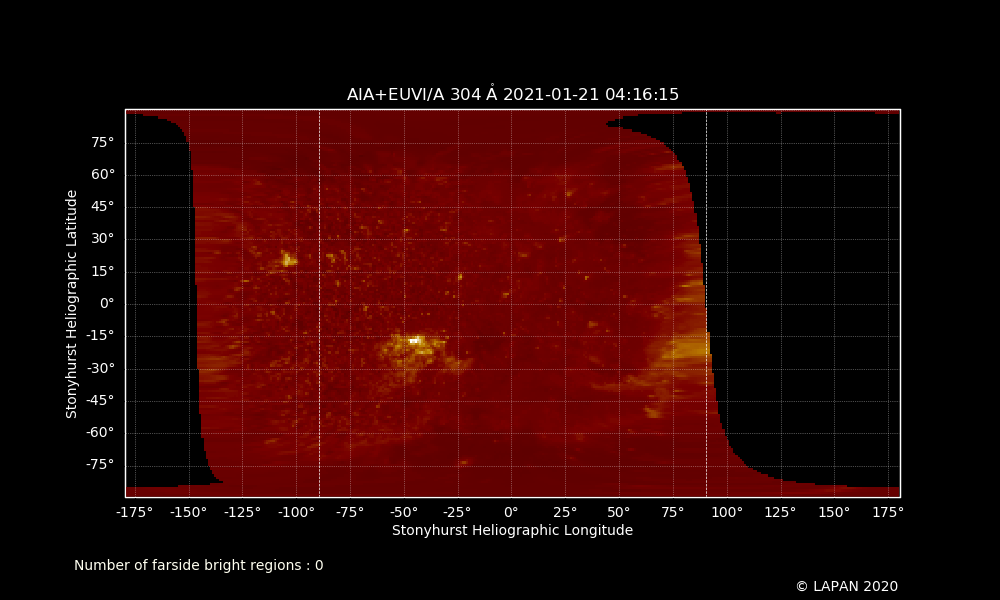 AIA+EUVI/A 304 Å 2021-01-21 04:16:15
Stonyhurst Heliographic Latitude
75°
60°
45°
30°
15°
0°
-15°
-30°
-45°
-60°
-75°
-175° -150° -125° -100° -75° -50° -25° 0° 25° 50° 75° 100° 125° 150° 175°
Stonyhurst Heliographic Longitude
Number of farside bright regions : 0
© LAPAN 2020